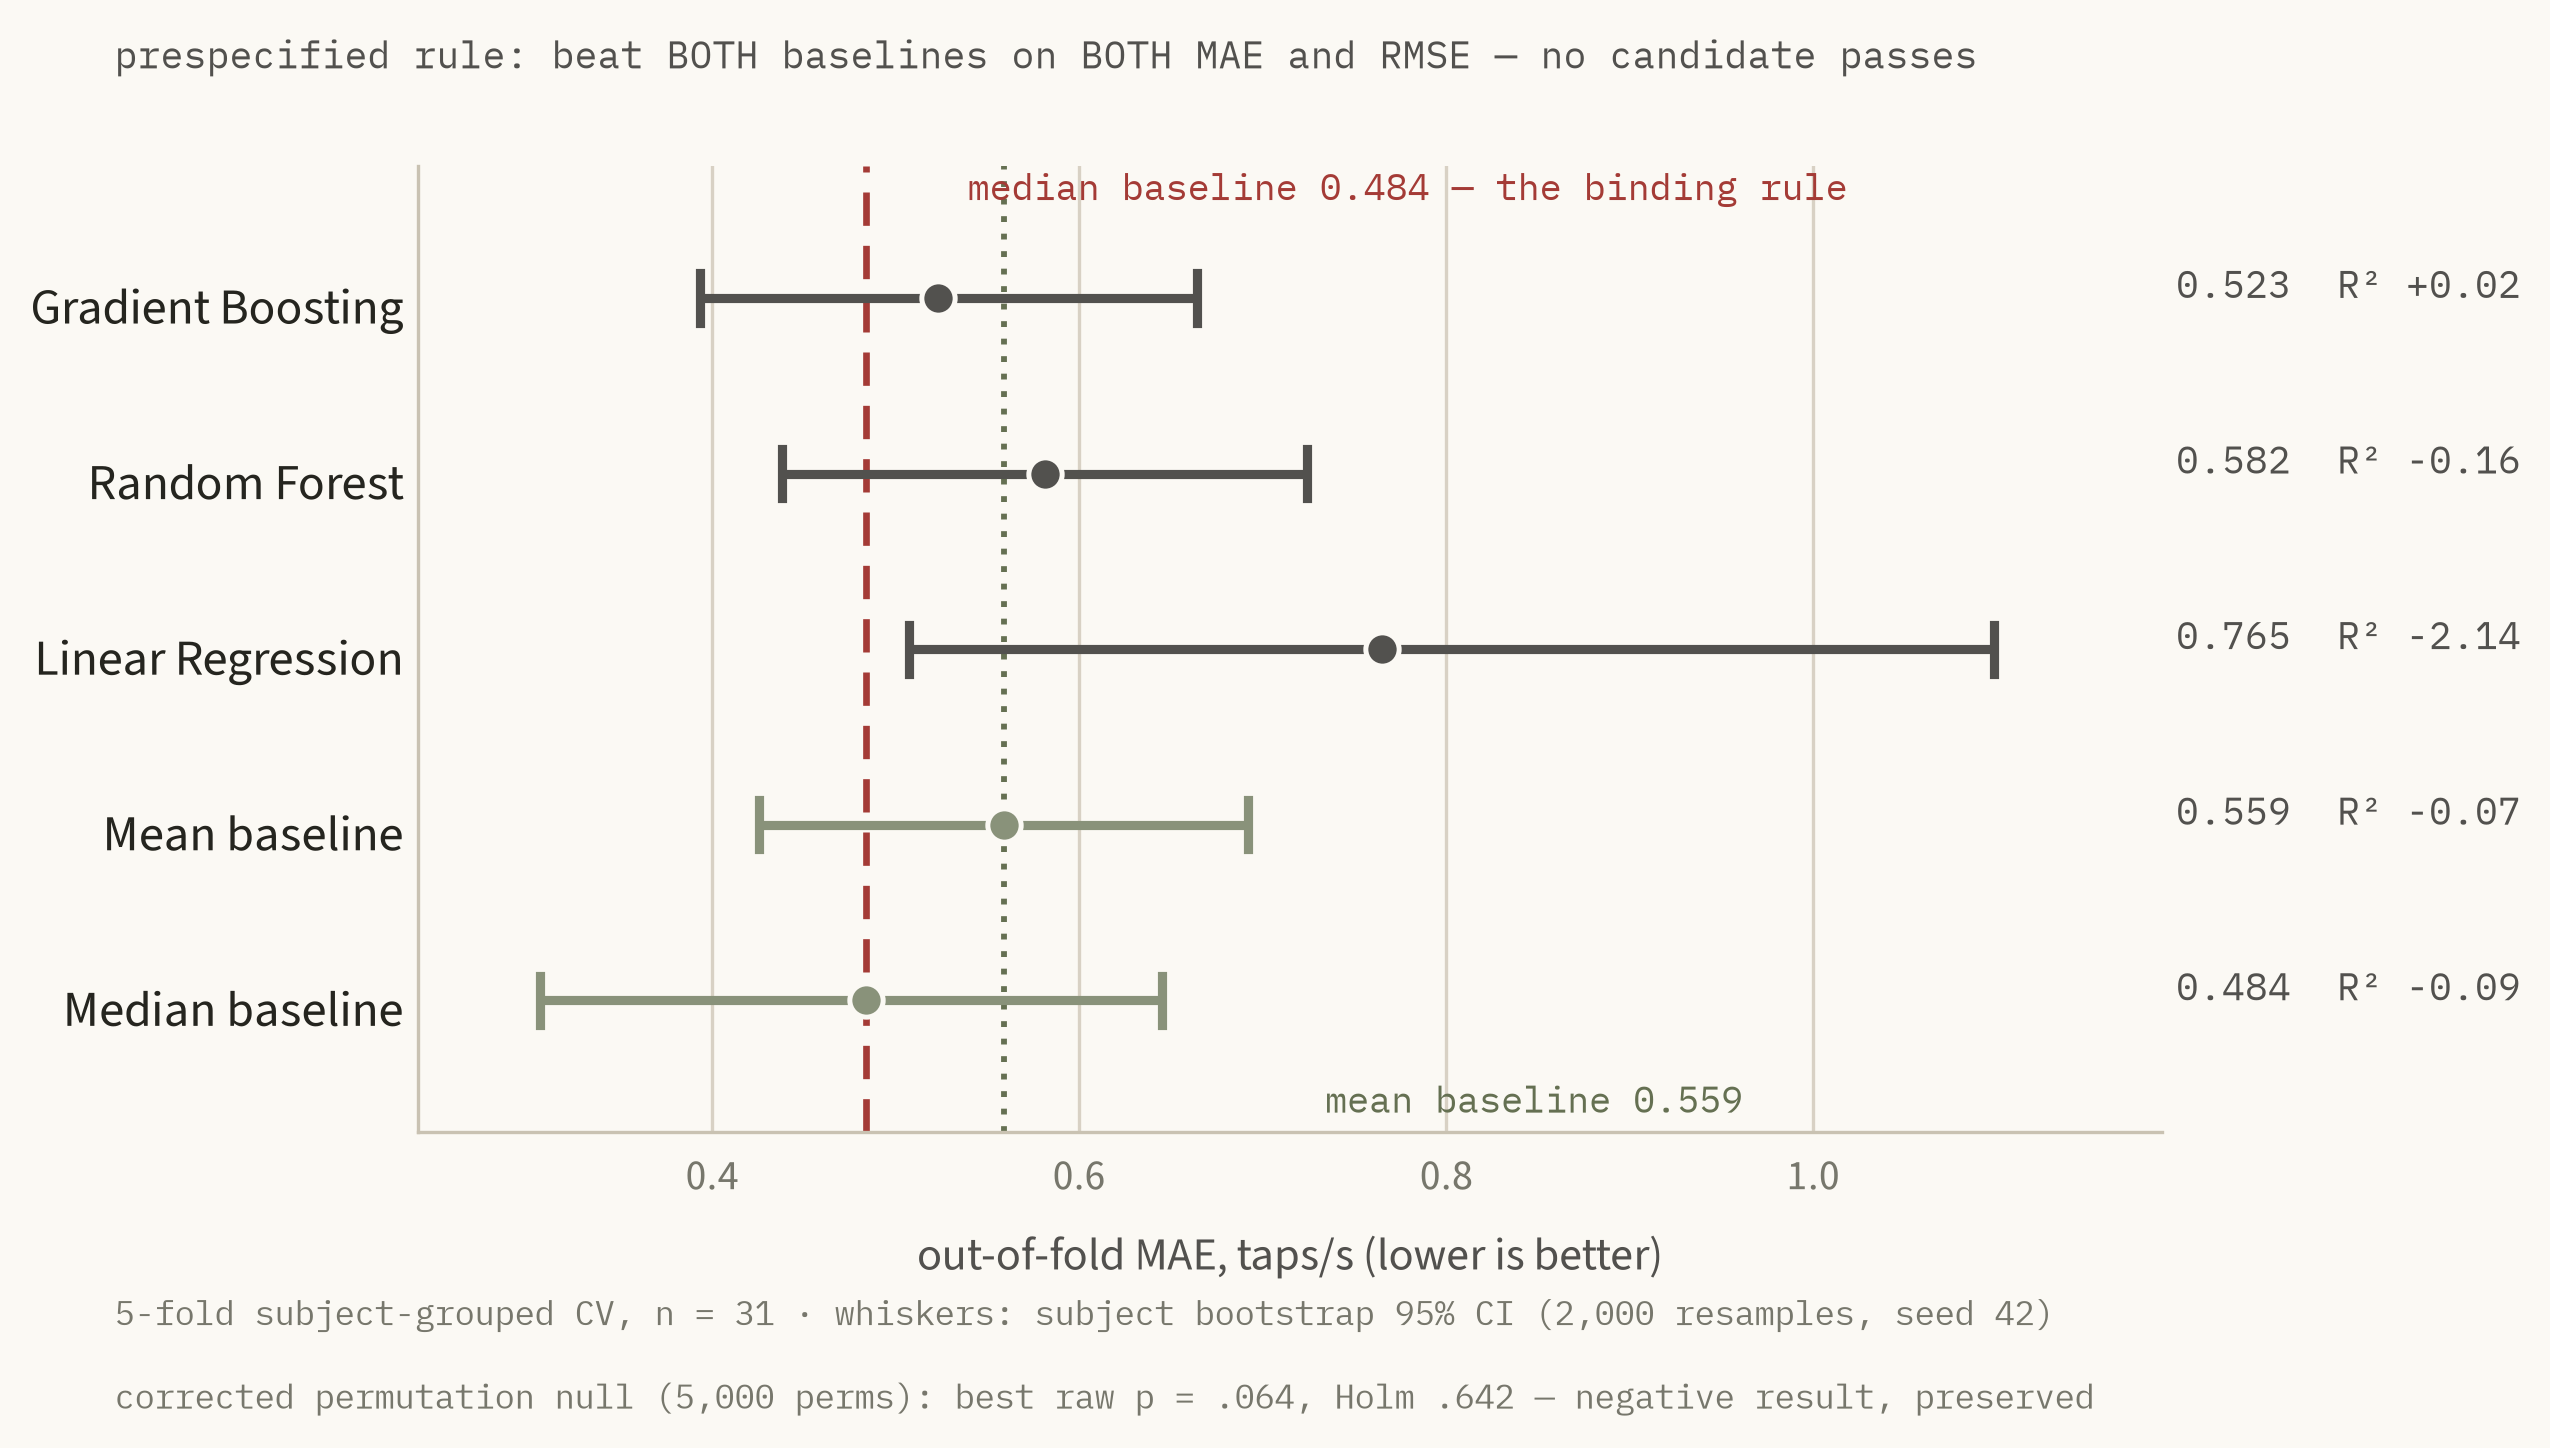 prespecified rule: beat BOTH baselines on BOTH MAE and RMSE — no candidate passes
median baseline 0.484 — the binding rule
Gradient Boosting 0.523 R² +0.02
Random Forest 0.582 R² -0.16
Linear Regression 0.765 R² -2.14
Mean baseline 0.559 R² -0.07
Median baseline 0.484 R² -0.09
mean baseline 0.559
0.4 0.6 0.8 1.0
out-of-fold MAE, taps/s (lower is better)
5-fold subject-grouped CV, n = 31 · whiskers: subject bootstrap 95% CI (2,000 resamples, seed 42)
corrected permutation null (5,000 perms): best raw p = .064, Holm .642 — negative result, preserved